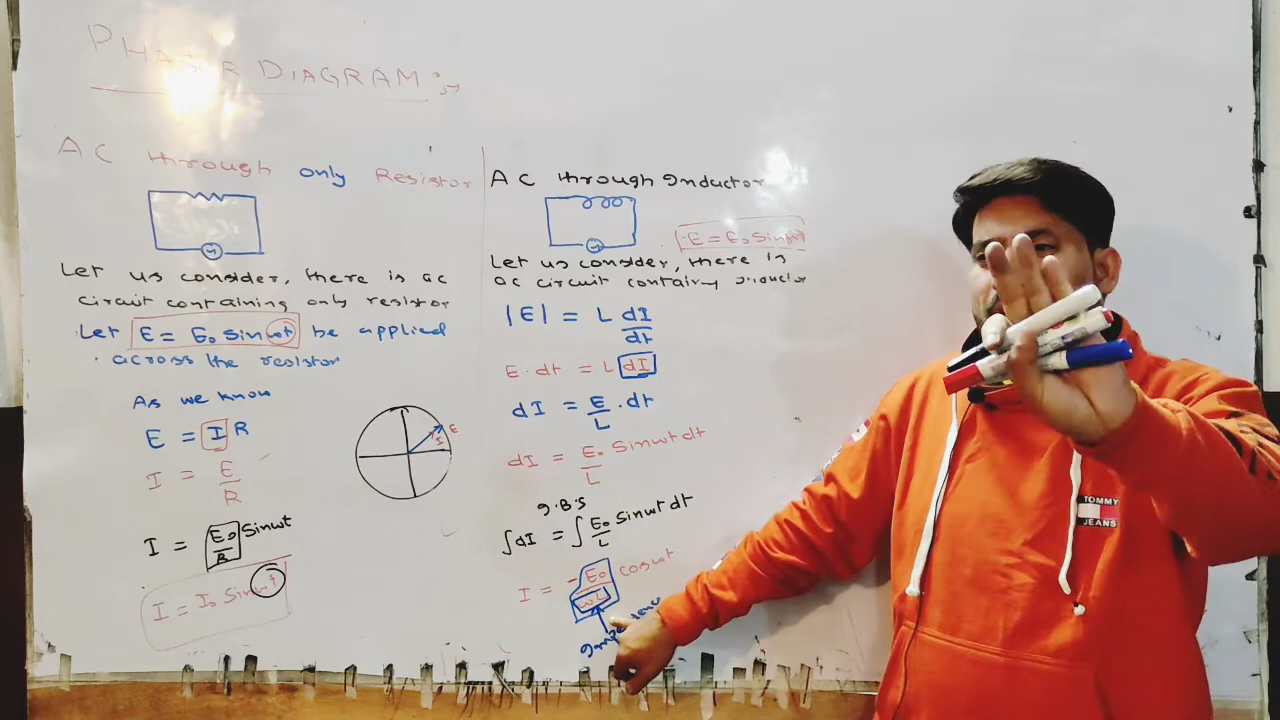 PHASOR DIAGRAM :-
AC through only Resistor
Let us consider, there is ac
circuit containing only resistor
Let E = E₀ sinωt be applied
across the resistor
As we know
E = IR
I = E/R
I = E₀/R sinωt
I = I₀ sinωt
E
I
AC through Inductor
E = E₀ sinωt
Let us consider, there is
ac circuit containing inductor
|E| = L dI/dt
E·dt = L dI
dI = E/L · dt
dI = E₀/L sinωt dt
I.B.S
∫dI = ∫ E₀/L sinωt dt
I = - E₀/ωL cosωt
TOMMY
JEANS